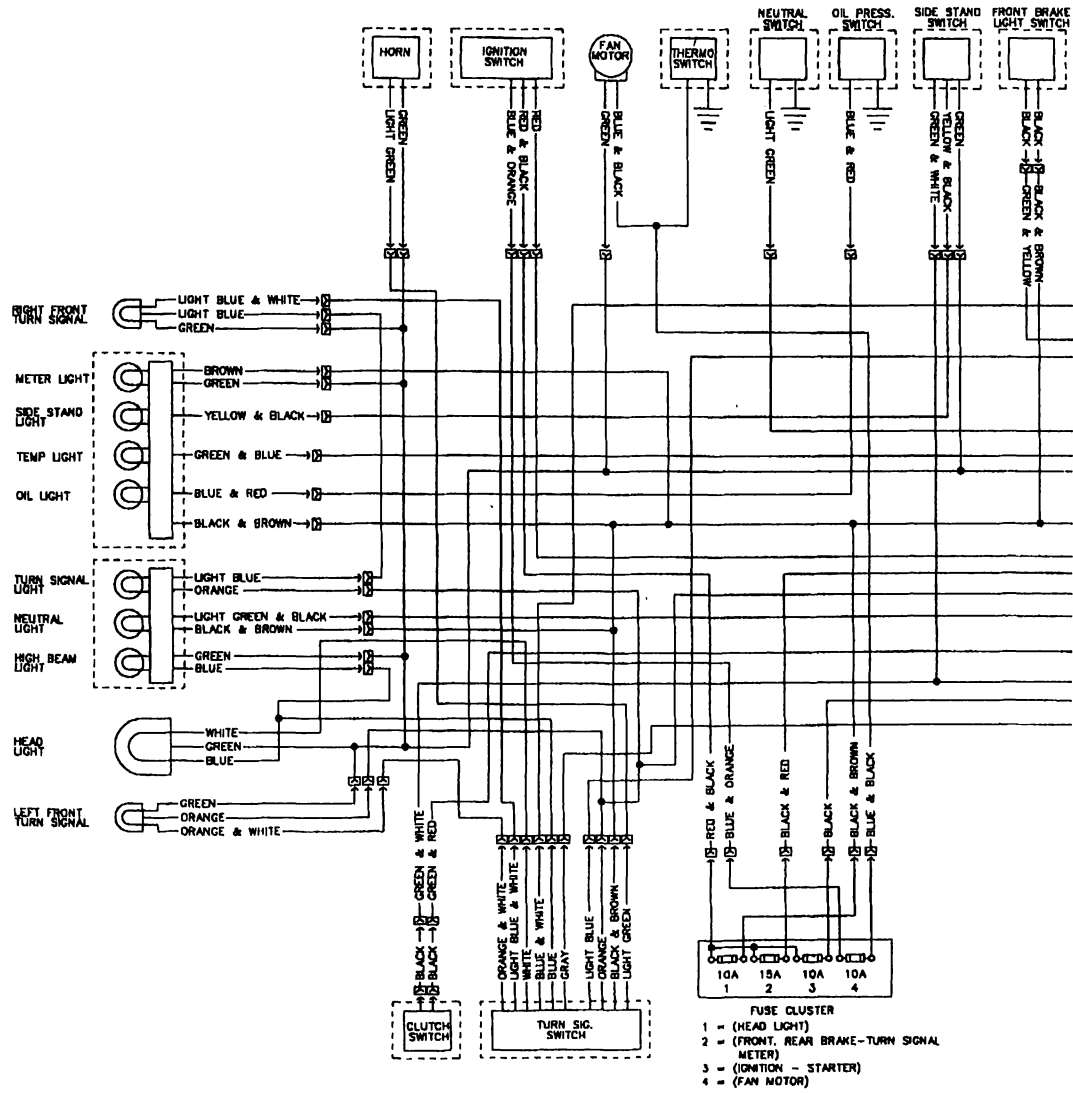 NEUTRAL
SWITCH
OIL PRESS.
SWITCH
SIDE STAND
SWITCH
FRONT BRAKE
LIGHT SWITCH
HORN
IGNITION
SWITCH
FAN
MOTOR
THERMO
SWITCH
LIGHT GREEN
GREEN
BLUE & ORANGE
RED & BLACK
RED
GREEN
BLUE & BLACK
LIGHT GREEN
BLUE & RED
GREEN & WHITE
YELLOW & BLACK
GREEN
BLACK
BLACK
GREEN & YELLOW
BLACK & BROWN
RIGHT FRONT
TURN SIGNAL
LIGHT BLUE & WHITE
LIGHT BLUE
GREEN
METER LIGHT
BROWN
GREEN
SIDE STAND
LIGHT
YELLOW & BLACK
TEMP LIGHT
GREEN & BLUE
OIL LIGHT
BLUE & RED
BLACK & BROWN
TURN SIGNAL
LIGHT
LIGHT BLUE
ORANGE
NEUTRAL
LIGHT
LIGHT GREEN & BLACK
BLACK & BROWN
HIGH BEAM
LIGHT
GREEN
BLUE
HEAD
LIGHT
WHITE
GREEN
BLUE
LEFT FRONT
TURN SIGNAL
GREEN
ORANGE
ORANGE & WHITE
GREEN & WHITE
GREEN & RED
BLACK
BLACK
CLUTCH
SWITCH
ORANGE & WHITE
LIGHT BLUE & WHITE
WHITE
BLUE & WHITE
BLUE
GRAY
LIGHT BLUE
ORANGE
BLACK & BROWN
LIGHT GREEN
TURN SIG.
SWITCH
RED & BLACK
BLUE & ORANGE
BLACK & RED
BLACK
BLACK & BROWN
BLUE & BLACK
10A
15A
10A
10A
1
2
3
4
FUSE CLUSTER
1 = (HEAD LIGHT)
2 = (FRONT, REAR BRAKE-TURN SIGNAL
METER)
3 = (IGNITION - STARTER)
4 = (FAN MOTOR)